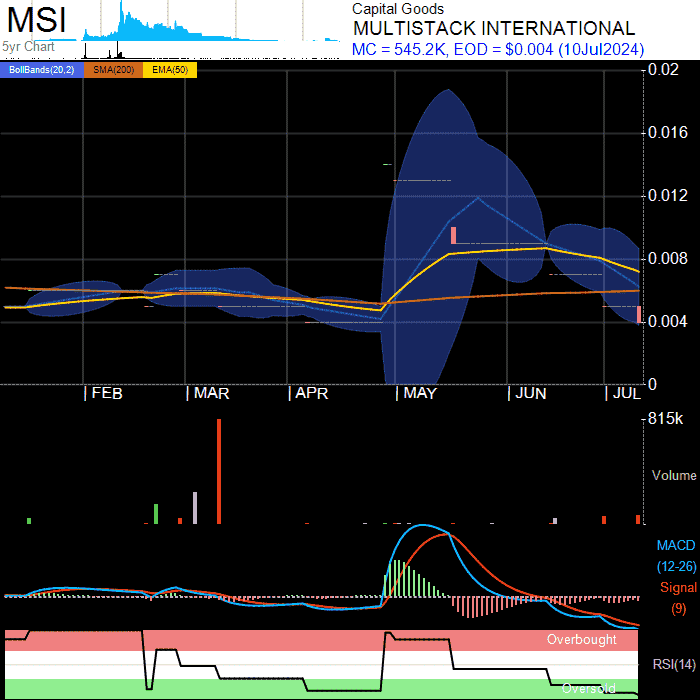 MSI
Capital Goods
MULTISTACK INTERNATIONAL
5yr Chart
MC = 545.2K, EOD = $0.004 (10Jul2024)
BollBands(20,2) SMA(200) EMA(50)
0.02
0.016
0.012
0.008
0.004
0
FEB MAR APR MAY JUN JUL
815k
Volume
MACD
(12-26)
Signal
(9)
Overbought
RSI(14)
Oversold